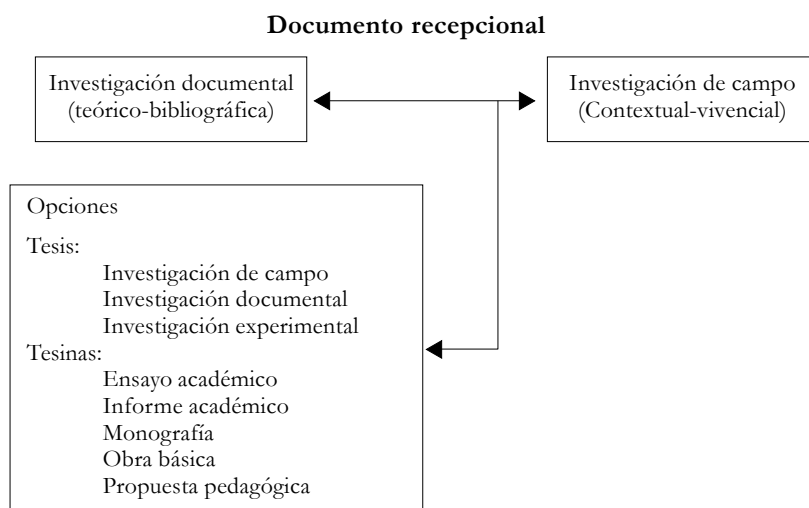 Documento recepcional
Investigación documental
(teórico-bibliográfica)
Investigación de campo
(Contextual-vivencial)
Opciones
Tesis:
Investigación de campo
Investigación documental
Investigación experimental
Tesinas:
Ensayo académico
Informe académico
Monografía
Obra básica
Propuesta pedagógica